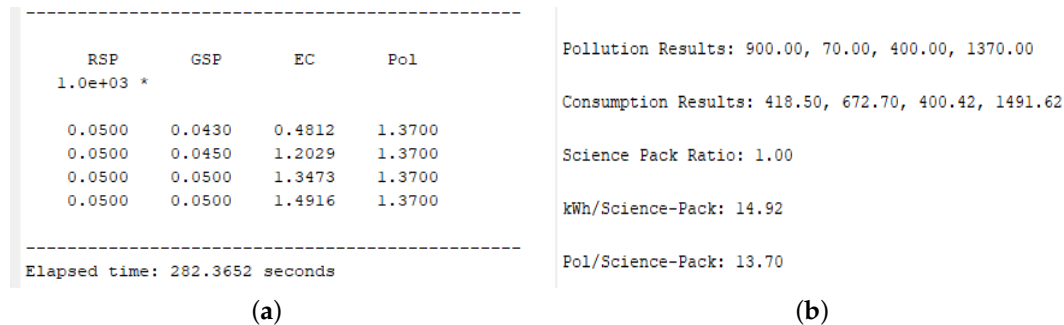 RSP GSP EC Pol
1.0e+03 *
0.0500 0.0430 0.4812 1.3700
0.0500 0.0450 1.2029 1.3700
0.0500 0.0500 1.3473 1.3700
0.0500 0.0500 1.4916 1.3700
Elapsed time: 282.3652 seconds
(a)
Pollution Results: 900.00, 70.00, 400.00, 1370.00
Consumption Results: 418.50, 672.70, 400.42, 1491.62
Science Pack Ratio: 1.00
kWh/Science-Pack: 14.92
Pol/Science-Pack: 13.70
(b)